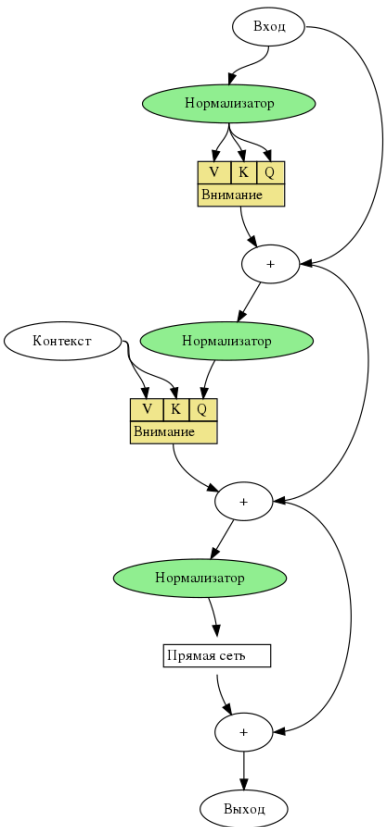 Вход
Нормализатор
V K Q
Внимание
+
Контекст Нормализатор
V K Q
Внимание
+
Нормализатор
Прямая сеть
+
Выход